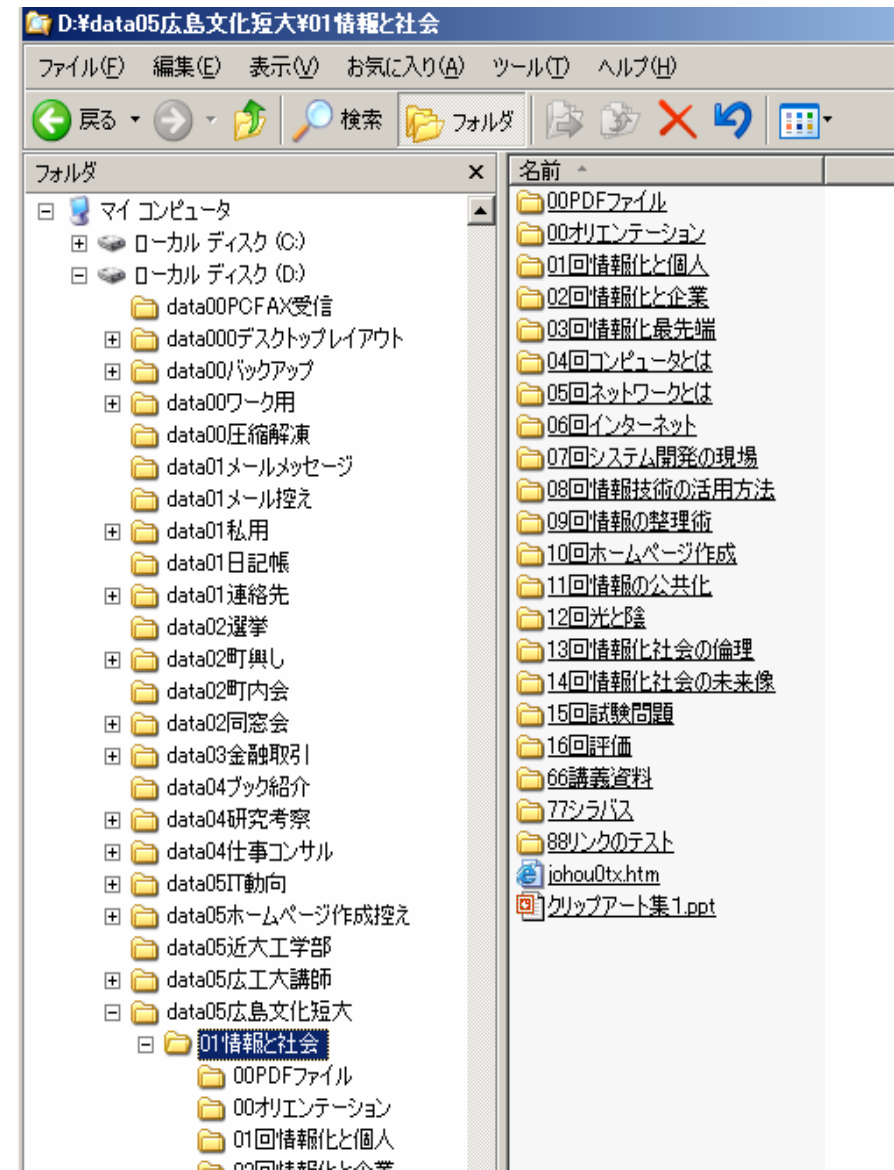 D:¥data05広島文化短大¥01情報と社会
ファイル(F) 編集(E) 表示(V) お気に入り(A) ツール(T) ヘルプ(H)
戻る 検索 フォルダ
フォルダ
マイ コンピュータ
ローカル ディスク (C:)
ローカル ディスク (D:)
data00PCFAX受信
data000デスクトップレイアウト
data00バックアップ
data00ワーク用
data00圧縮解凍
data01メールメッセージ
data01メール控え
data01私用
data01日記帳
data01連絡先
data02選挙
data02町興し
data02町内会
data02同窓会
data03金融取引
data04ブック紹介
data04研究考察
data04仕事コンサル
data05IT動向
data05ホームページ作成控え
data05近大工学部
data05広工大講師
data05広島文化短大
01情報と社会
00PDFファイル
00オリエンテーション
01回情報化と個人
02回情報化と企業
名前
00PDFファイル
00オリエンテーション
01回情報化と個人
02回情報化と企業
03回情報化最先端
04回コンピュータとは
05回ネットワークとは
06回インターネット
07回システム開発の現場
08回情報技術の活用方法
09回情報の整理術
10回ホームページ作成
11回情報の公共化
12回光と陰
13回情報化社会の倫理
14回情報化社会の未来像
15回試験問題
16回評価
66講義資料
77シラバス
88リンクのテスト
johou0tx.htm
クリップアート集1.ppt